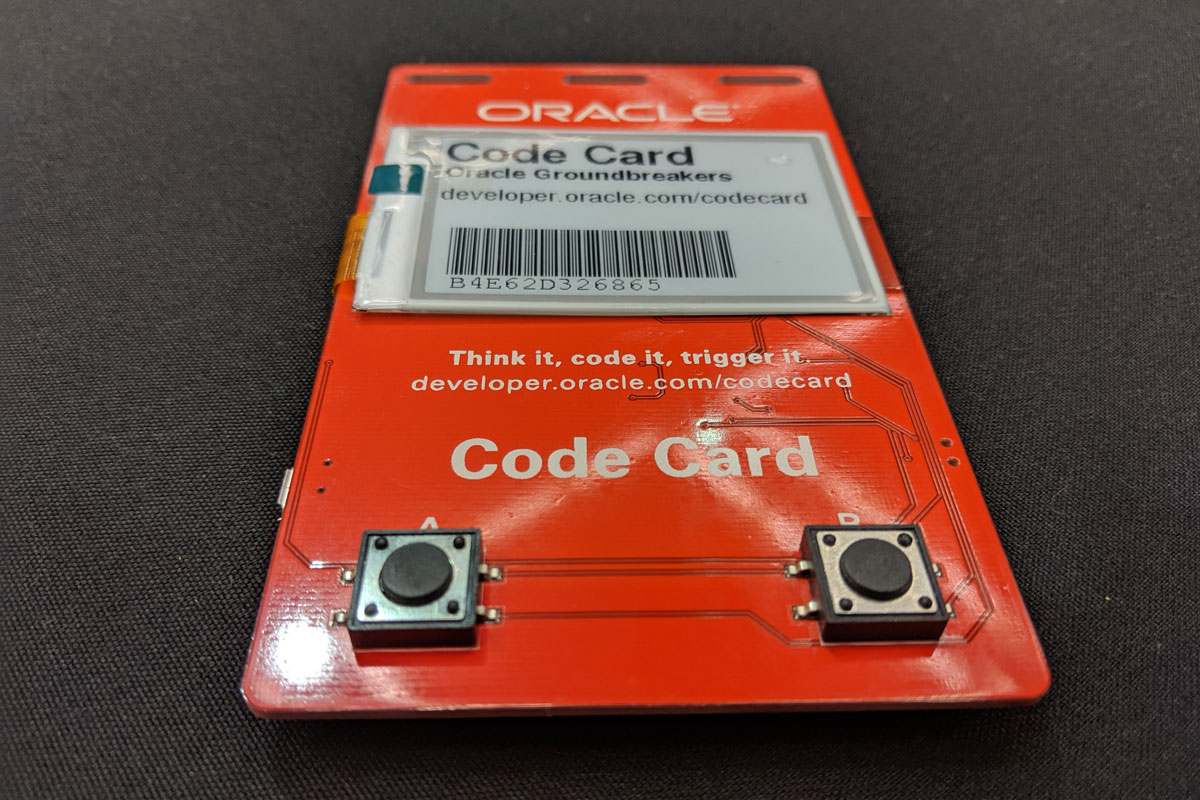 ORACLE
Code Card
Oracle Groundbreakers
developer.oracle.com/codecard
B4E62D326865
Think it, code it, trigger it.
developer.oracle.com/codecard
Code Card
A B